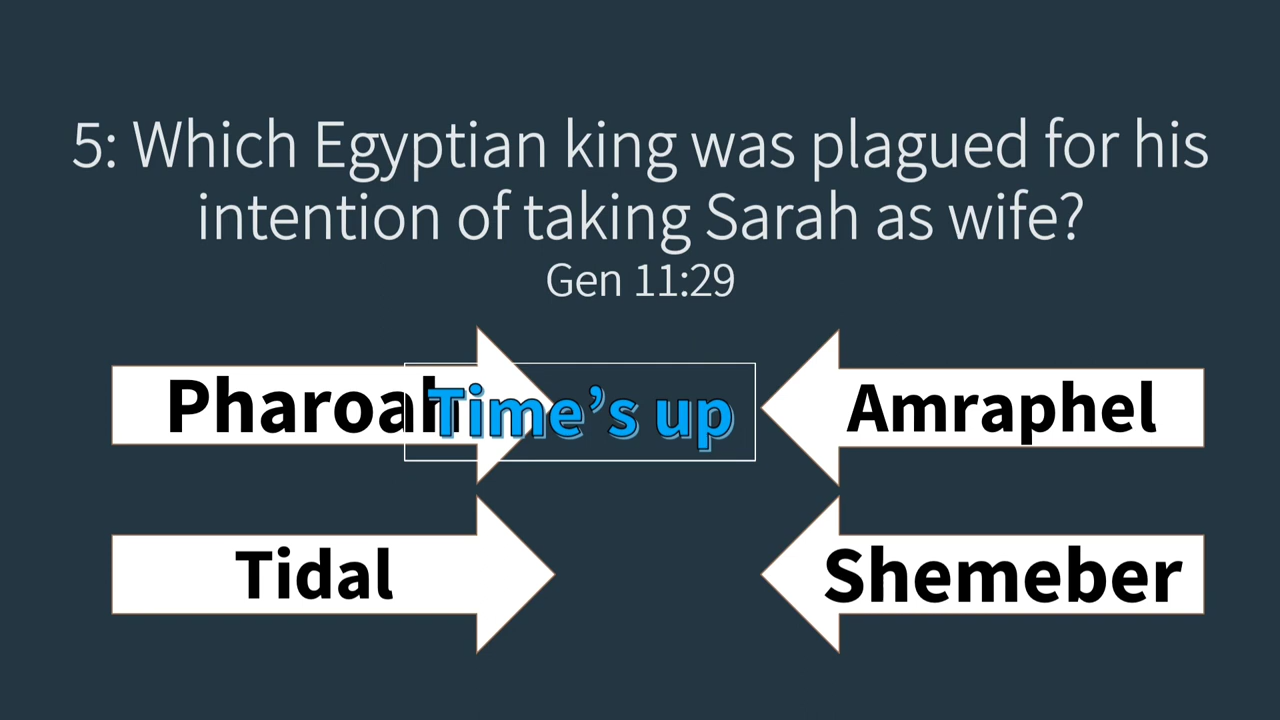 5: Which Egyptian king was plagued for his
intention of taking Sarah as wife?
Gen 11:29
Pharoah
Time’s up
Amraphel
Tidal
Shemeber